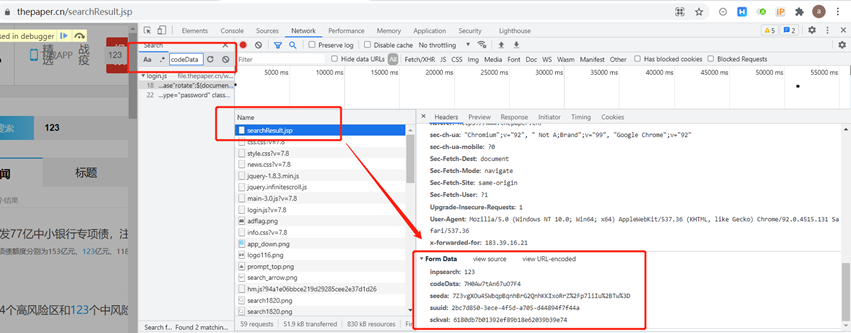 thepaper.cn/searchResult.jsp
sed in debugger
精选
APP
战疫
123
搜索
123
标题
发77亿中小银行专项债，注
项债额度分别为153亿元、123亿元、118
4个高风险区和123个中风险
Elements
Console
Sources
Network
Performance
Memory
Application
Security
Lighthouse
5
2
Search
Aa
.*
codeData
login.js file.thepaper.cn/w...
18 ...ase"rotate":$(documen...
22 ...ype="password" class...
Search f... Found 2 matchin...
Preserve log
Disable cache
No throttling
Filter
Hide data URLs
All
Fetch/XHR
JS
CSS
Img
Media
Font
Doc
WS
Wasm
Manifest
Other
Has blocked cookies
Blocked Requests
5000 ms
10000 ms
15000 ms
20000 ms
25000 ms
30000 ms
35000 ms
40000 ms
45000 ms
50000 ms
Name
searchResult.jsp
css.css?v=7.8
style.css?v=7.8
news.css?v=7.8
jquery-1.8.3.min.js
jquery.infinitescroll.js
main-3.0.js?v=7.8
login.js?v=7.8
adflag.png
info.css?v=7.8
app_down.png
logo116.png
prompt_top.png
search_arrow.png
hm.js?94a1e06bbce219d29285cee2e37d1d26
search1820.png
search1820.png
59 requests
51.9 kB transferred
830 kB resources
Headers
Preview
Response
Initiator
Timing
Cookies
sec-ch-ua: "Chromium";v="92", " Not A;Brand";v="99", "Google Chrome";v="92"
sec-ch-ua-mobile: ?0
Sec-Fetch-Dest: document
Sec-Fetch-Mode: navigate
Sec-Fetch-Site: same-origin
Sec-Fetch-User: ?1
Upgrade-Insecure-Requests: 1
User-Agent: Mozilla/5.0 (Windows NT 10.0; Win64; x64) AppleWebKit/537.36 (KHTML, like Gecko) Chrome/92.0.4515.131 Sa
fari/537.36
x-forwarded-for: 183.39.16.21
Form Data
view source
view URL-encoded
inpsearch: 123
codeData: 7H0Aw7tAn67uO7F4
seeda: 7Z3vgXOu4SWbqpBqnhBrG2QnhKXIxoRrZ%2Fp7l1Iu%2BTw%3D
suuid: 2bc7d850-3ece-4f5d-a705-d44894f7f44a
sckval: 6180db7b01392ef89b18e62039b39e74